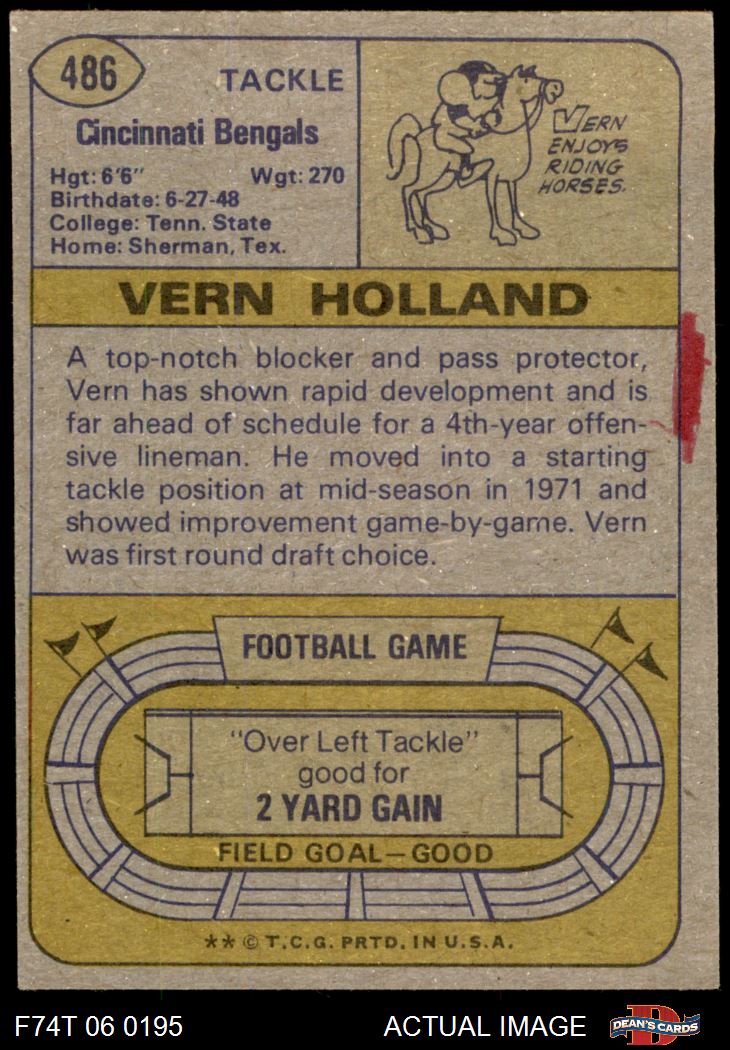 486
TACKLE
Cincinnati Bengals
Hgt: 6'6" Wgt: 270
Birthdate: 6-27-48
College: Tenn. State
Home: Sherman, Tex.
VERN
ENJOYS
RIDING
HORSES.
VERN HOLLAND
A top-notch blocker and pass protector,
Vern has shown rapid development and is
far ahead of schedule for a 4th-year offen-
sive lineman. He moved into a starting
tackle position at mid-season in 1971 and
showed improvement game-by-game. Vern
was first round draft choice.
FOOTBALL GAME
"Over Left Tackle"
good for
2 YARD GAIN
FIELD GOAL—GOOD
** © T.C.G. PRTD. IN U.S.A.
F74T 06 0195 ACTUAL IMAGE
D
DEAN'S CARDS